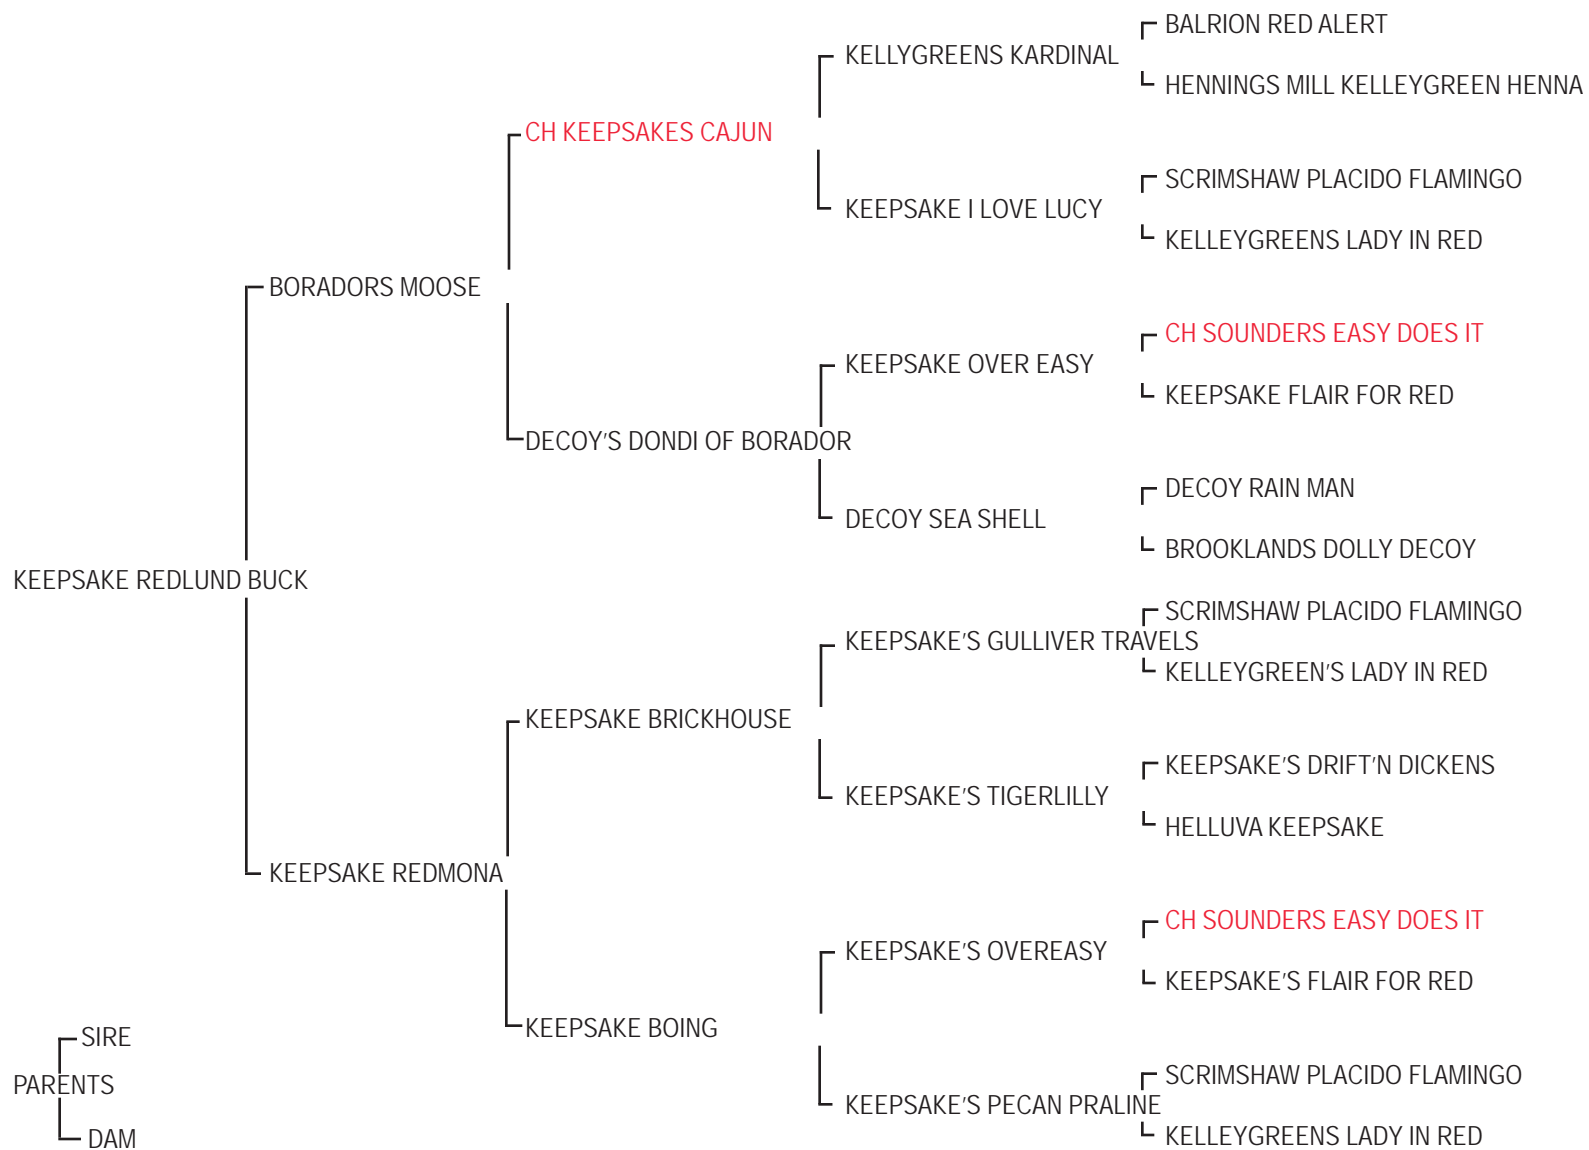 BALRION RED ALERT
KELLYGREENS KARDINAL
HENNINGS MILL KELLEYGREEN HENNA
CH KEEPSAKES CAJUN
SCRIMSHAW PLACIDO FLAMINGO
KEEPSAKE I LOVE LUCY
KELLEYGREENS LADY IN RED
BORADORS MOOSE
CH SOUNDERS EASY DOES IT
KEEPSAKE OVER EASY
KEEPSAKE FLAIR FOR RED
DECOY'S DONDI OF BORADOR
DECOY RAIN MAN
DECOY SEA SHELL
BROOKLANDS DOLLY DECOY
KEEPSAKE REDLUND BUCK
SCRIMSHAW PLACIDO FLAMINGO
KEEPSAKE'S GULLIVER TRAVELS
KELLEYGREEN'S LADY IN RED
KEEPSAKE BRICKHOUSE
KEEPSAKE'S DRIFT'N DICKENS
KEEPSAKE'S TIGERLILLY
HELLUVA KEEPSAKE
KEEPSAKE REDMONA
CH SOUNDERS EASY DOES IT
KEEPSAKE'S OVEREASY
KEEPSAKE'S FLAIR FOR RED
KEEPSAKE BOING
SCRIMSHAW PLACIDO FLAMINGO
KEEPSAKE'S PECAN PRALINE
KELLEYGREENS LADY IN RED
SIRE
PARENTS
DAM